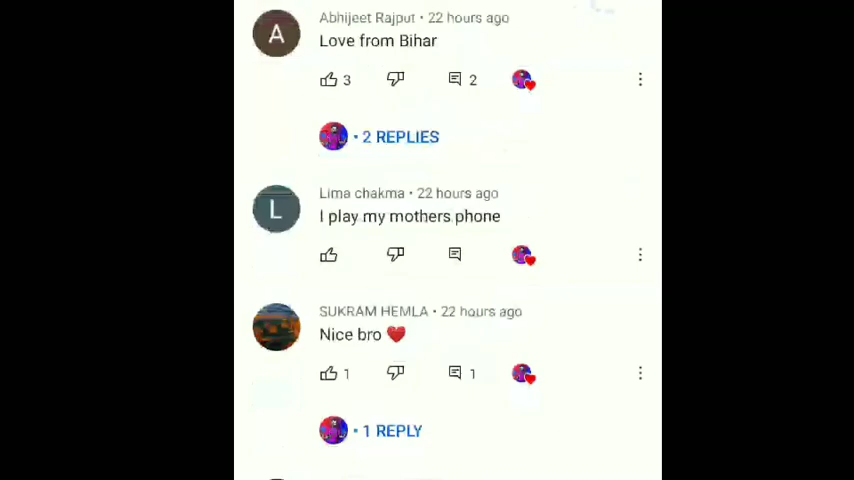 A
Abhijeet Rajput • 22 hours ago
Love from Bihar
3
2
• 2 REPLIES
L
Lima chakma • 22 hours ago
I play my mothers phone
SUKRAM HEMLA • 22 hours ago
Nice bro ❤️
1
1
• 1 REPLY